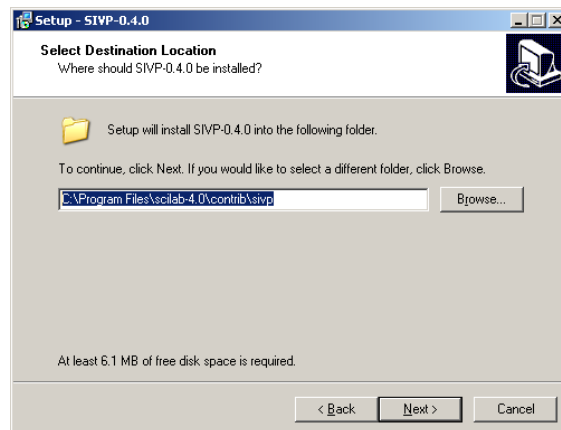 Setup - SIVP-0.4.0
Select Destination Location
Where should SIVP-0.4.0 be installed?
Setup will install SIVP-0.4.0 into the following folder.
To continue, click Next. If you would like to select a different folder, click Browse.
C:\Program Files\scilab-4.0\contrib\sivp
Browse...
At least 6.1 MB of free disk space is required.
< Back
Next >
Cancel